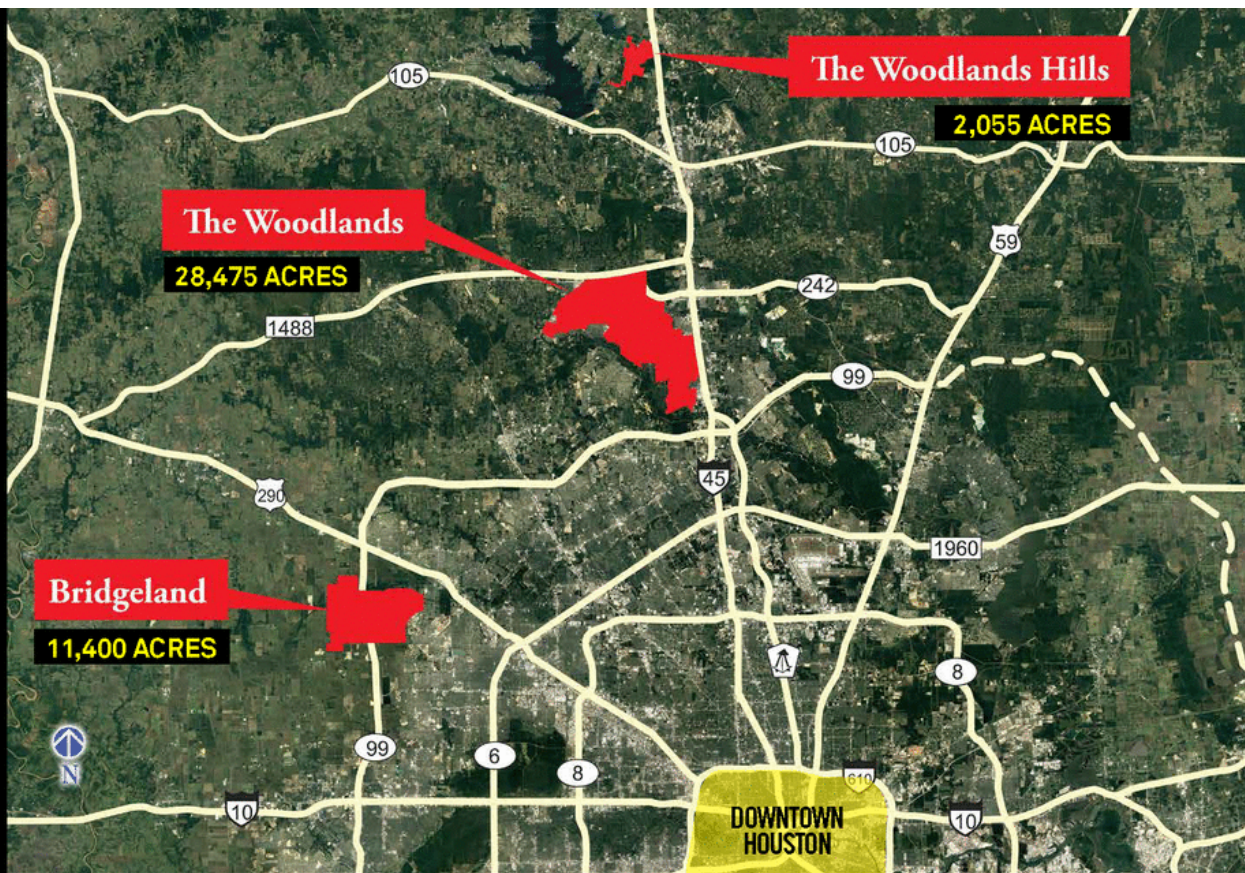 The Woodlands Hills
105
2,055 ACRES
105
The Woodlands
59
28,475 ACRES
242
1488
99
45
290
1960
Bridgeland
11,400 ACRES
8
N
99
6
8
610
10
DOWNTOWN
HOUSTON
10